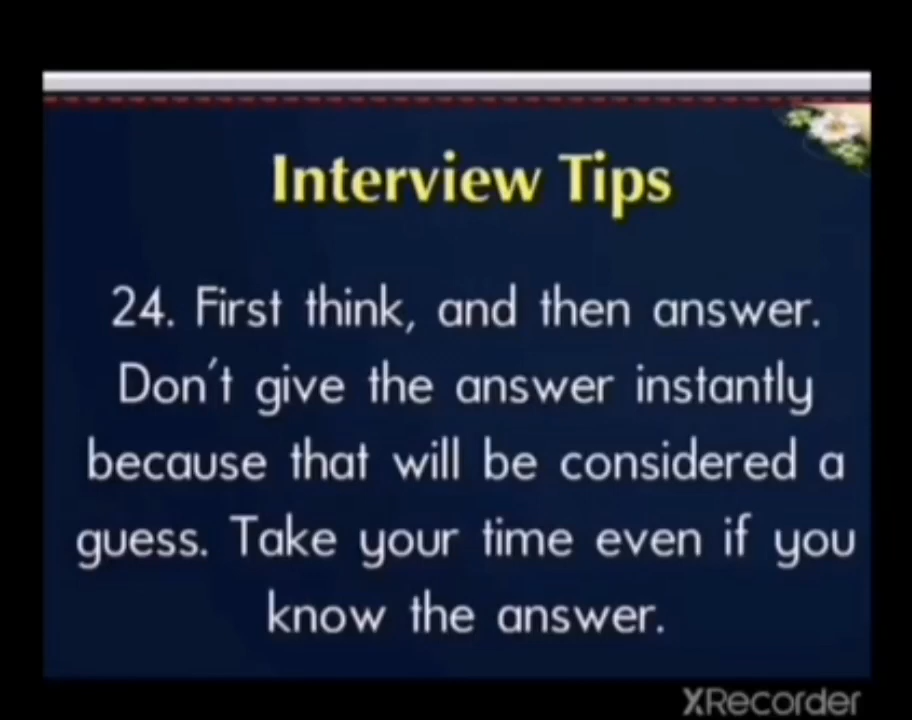 Interview Tips
24. First think, and then answer.
Don't give the answer instantly
because that will be considered a
guess. Take your time even if you
know the answer.
XRecorder